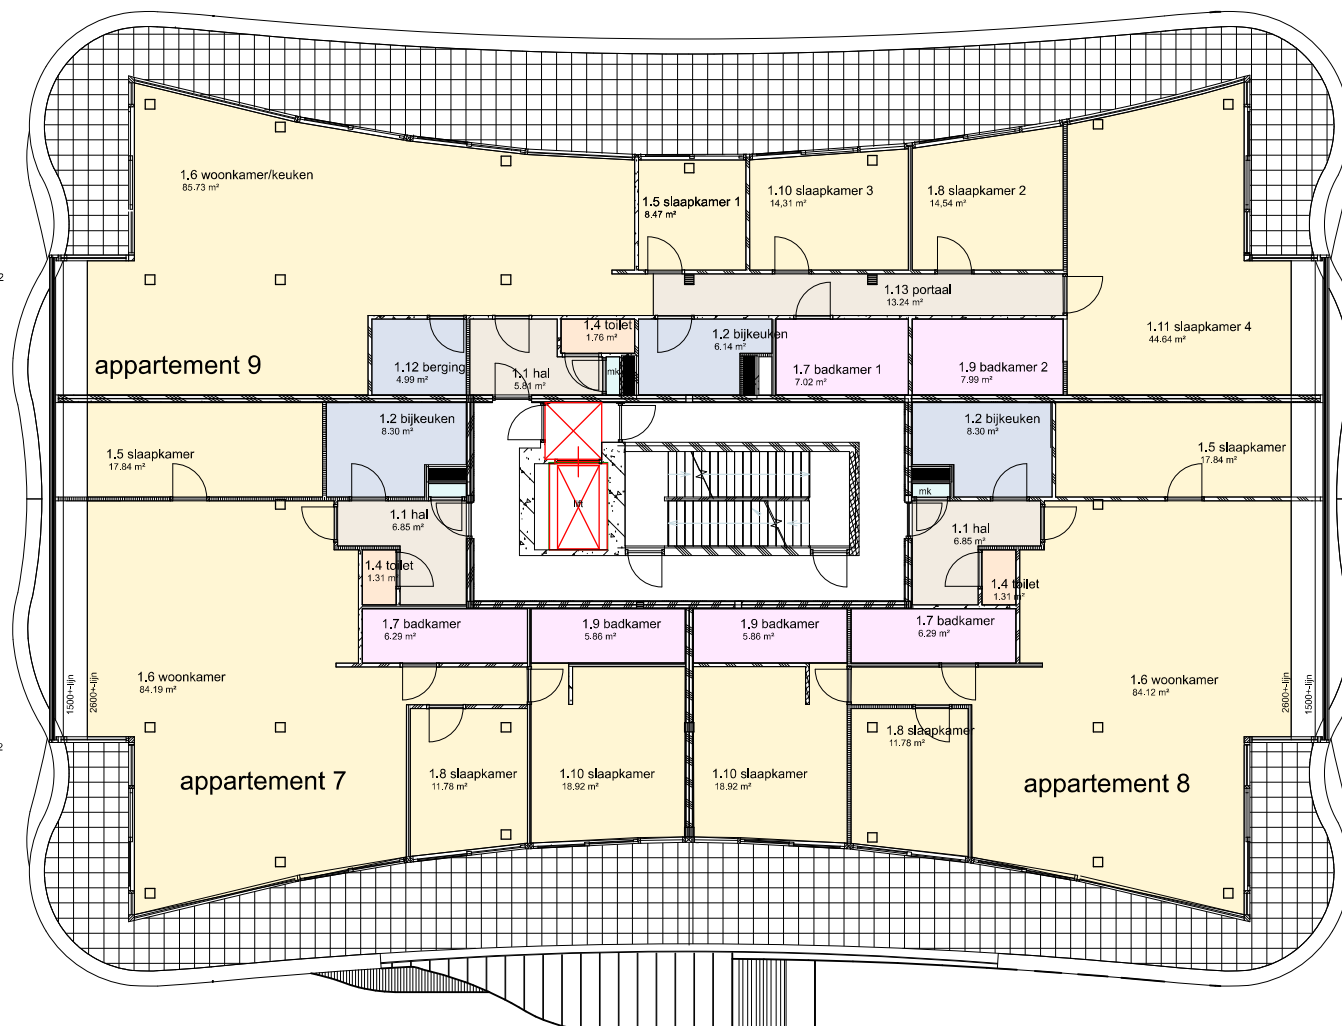 1.6 woonkamer/keuken
85.73 m²
1.5 slaapkamer 1
8.47 m²
1.10 slaapkamer 3
14,31 m²
1.8 slaapkamer 2
14,54 m²
2
1.13 portaal
13.24 m²
1.11 slaapkamer 4
44.64 m²
1.4 toilet
1.76 m²
1.2 bijkeuken
6.14 m²
appartement 9
1.12 berging
4.99 m²
1.1 hal
5.81 m²
mk
1.7 badkamer 1
7.02 m²
1.9 badkamer 2
7.99 m²
1.5 slaapkamer
17.84 m²
1.2 bijkeuken
8.30 m²
1.2 bijkeuken
8.30 m²
1.5 slaapkamer
17.84 m²
lift
mk
1.1 hal
6.85 m²
1.1 hal
6.85 m²
1.4 toilet
1.31 m²
1.4 toilet
1.31 m²
1.7 badkamer
6.29 m²
1.9 badkamer
5.86 m²
1.9 badkamer
5.86 m²
1.7 badkamer
6.29 m²
1500+-lijn
2600+-lijn
1.6 woonkamer
84.19 m²
1.6 woonkamer
84.12 m²
2600+-lijn
1500+-lijn
2
1.8 slaapkamer
11.78 m²
appartement 7
1.8 slaapkamer
11.78 m²
1.10 slaapkamer
18.92 m²
1.10 slaapkamer
18.92 m²
appartement 8